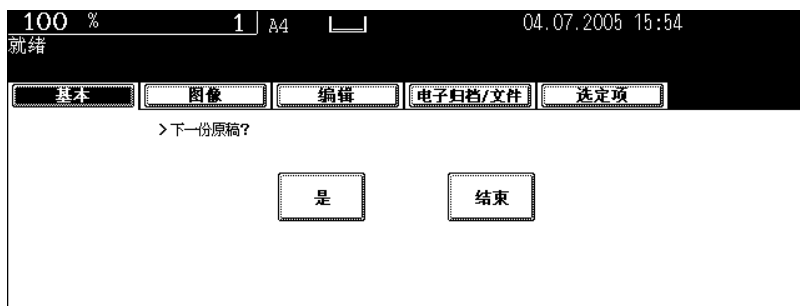 100 % 1 A4 04.07.2005 15:54
就绪
基本 图像 编辑 电子归档/文件 选定项
>下一份原稿?
是 结束